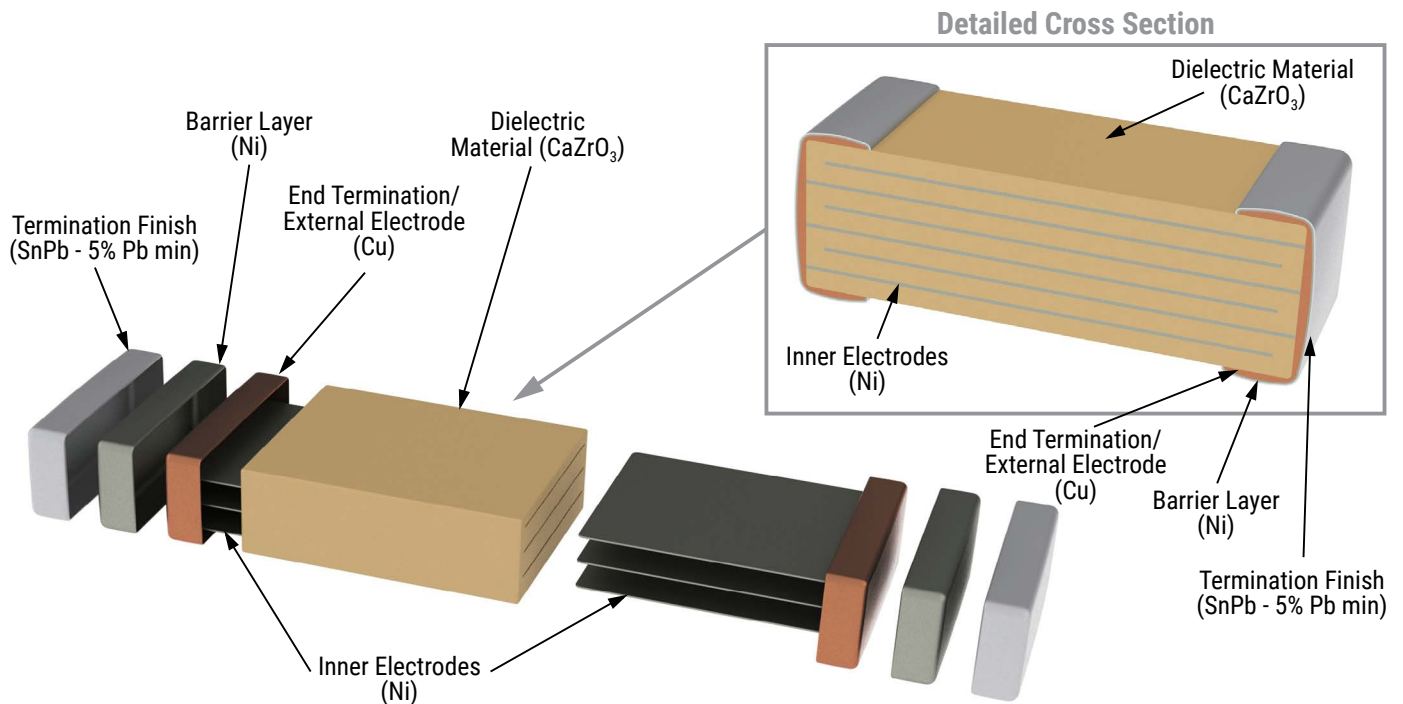 Detailed Cross Section
Dielectric Material
(CaZrO₃)
Inner Electrodes
(Ni)
End Termination/
External Electrode
(Cu)
Barrier Layer
(Ni)
Termination Finish
(SnPb - 5% Pb min)
Barrier Layer
(Ni)
Dielectric
Material (CaZrO₃)
End Termination/
External Electrode
(Cu)
Termination Finish
(SnPb - 5% Pb min)
Inner Electrodes
(Ni)